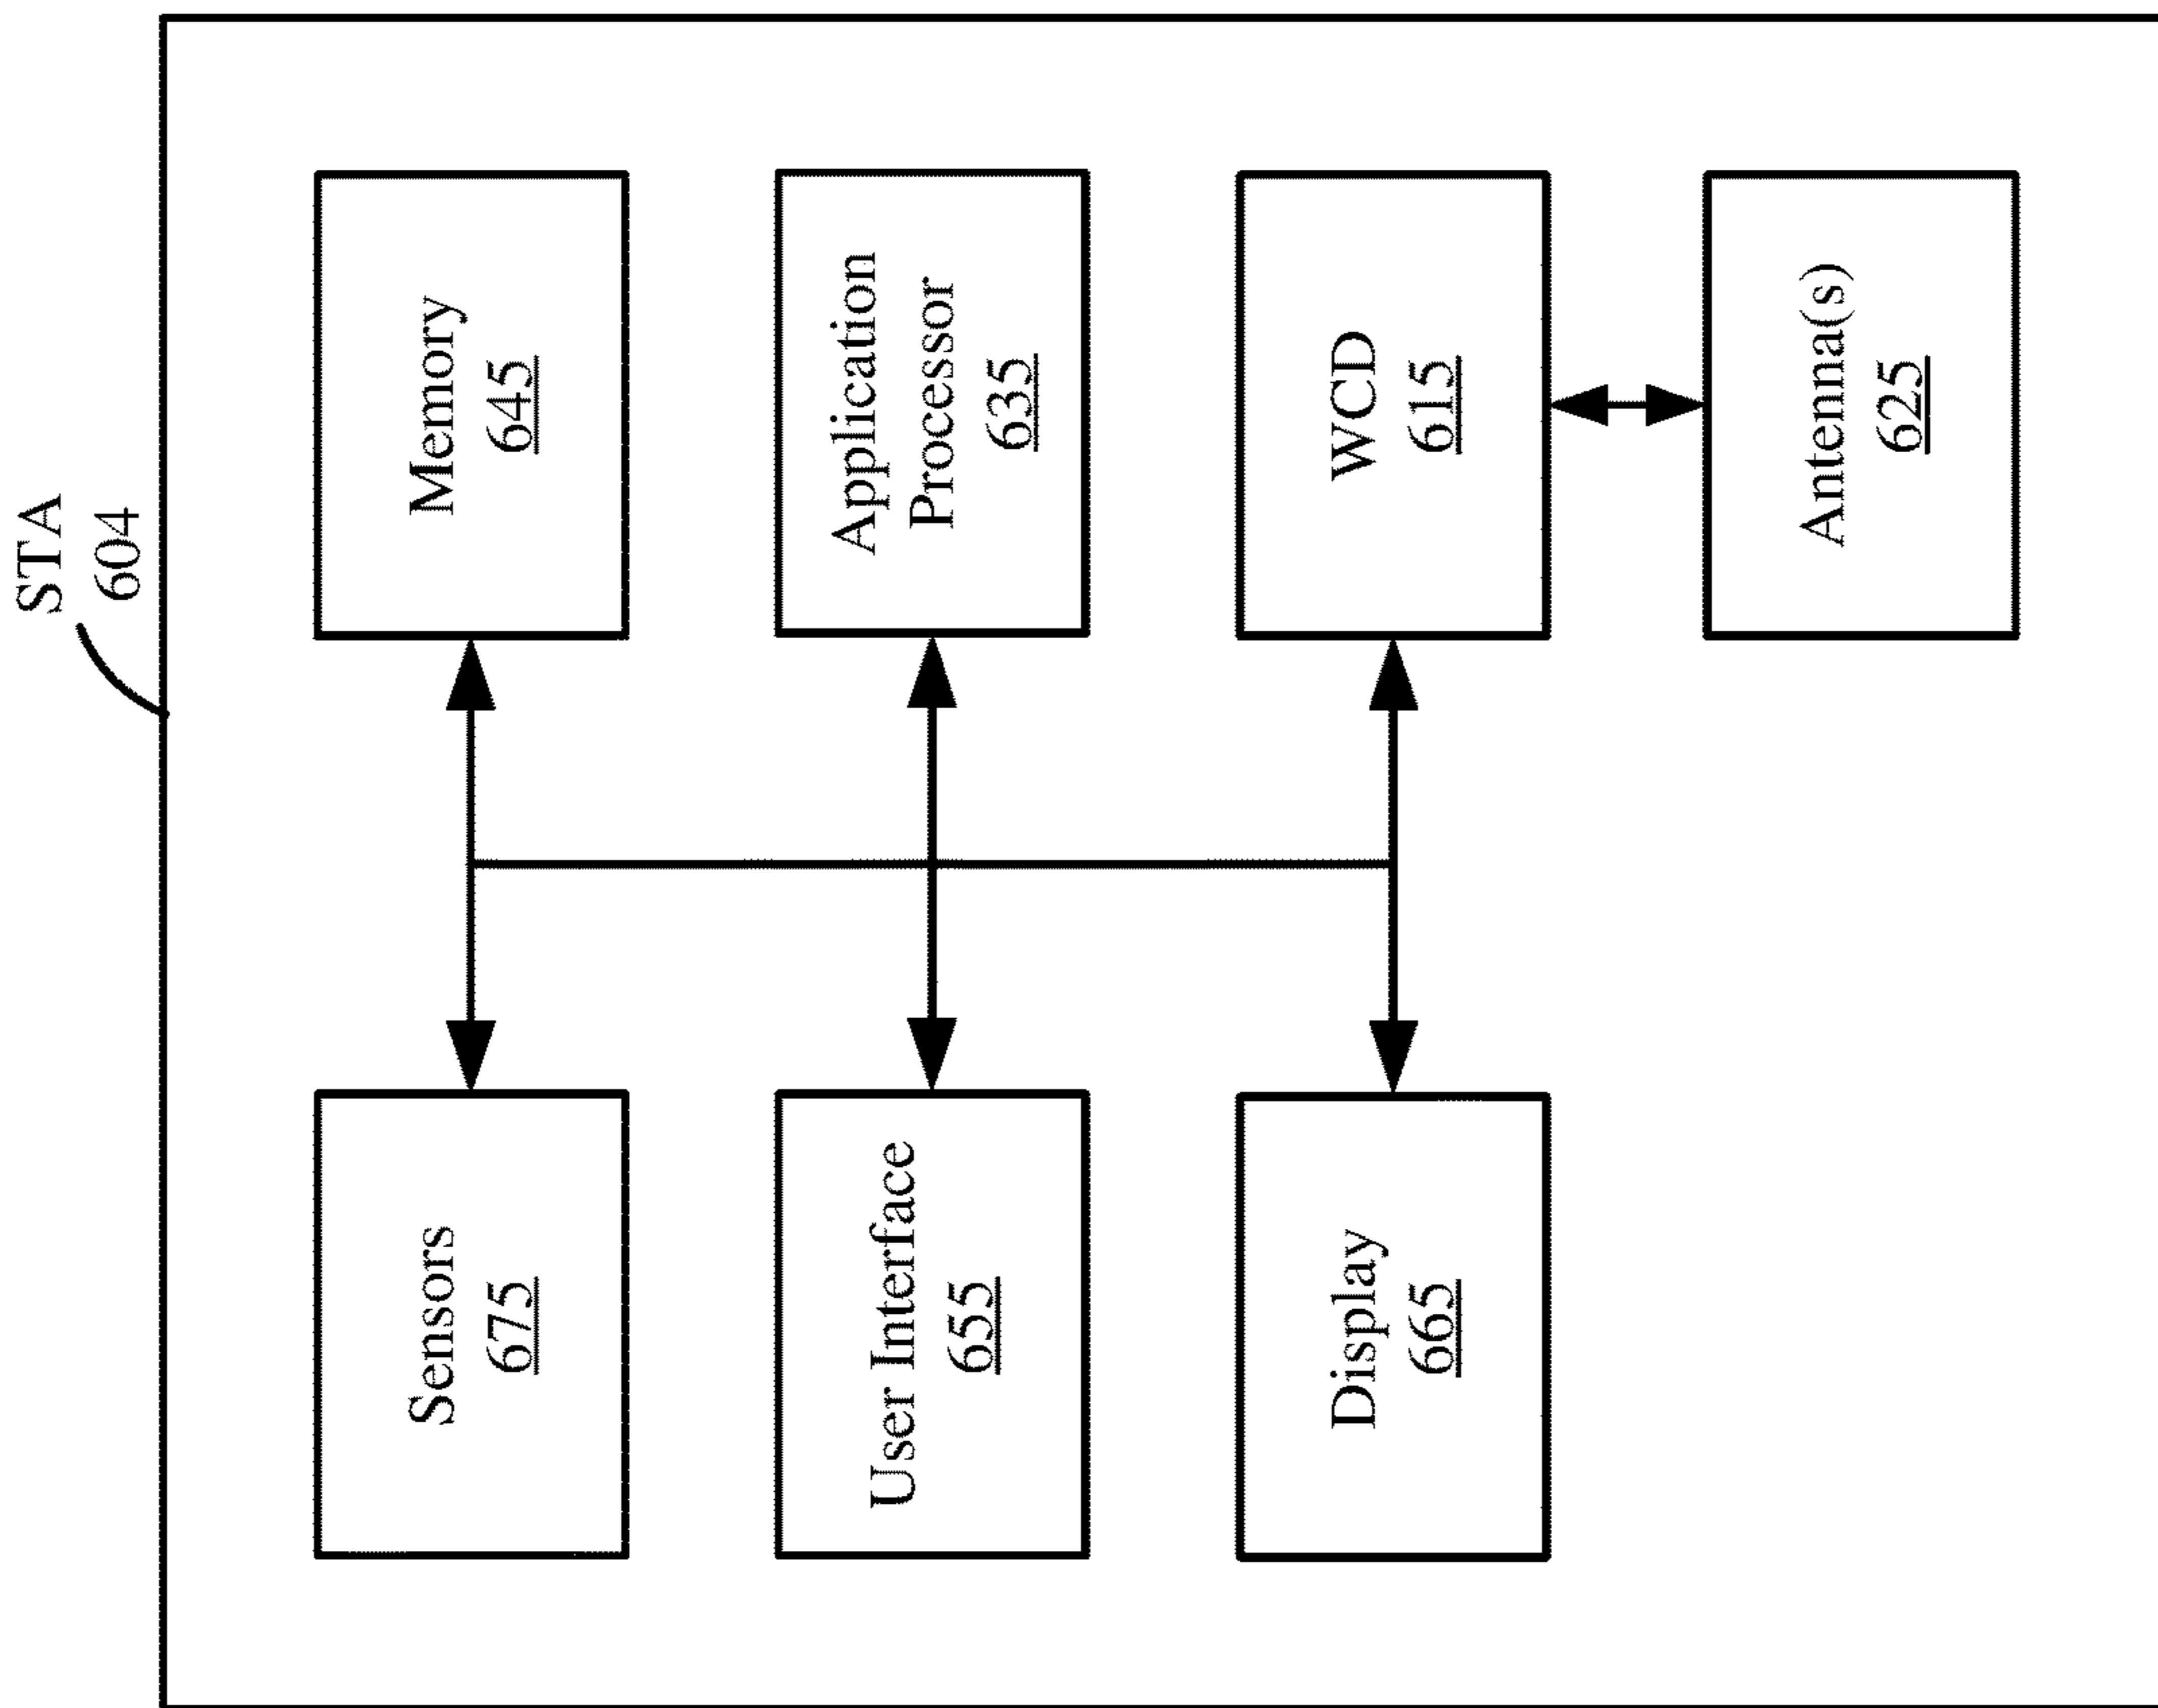 STA
604
Sensors
675
Memory
645
User Interface
655
Application
Processor
635
Display
665
WCD
615
Antenna(s)
625